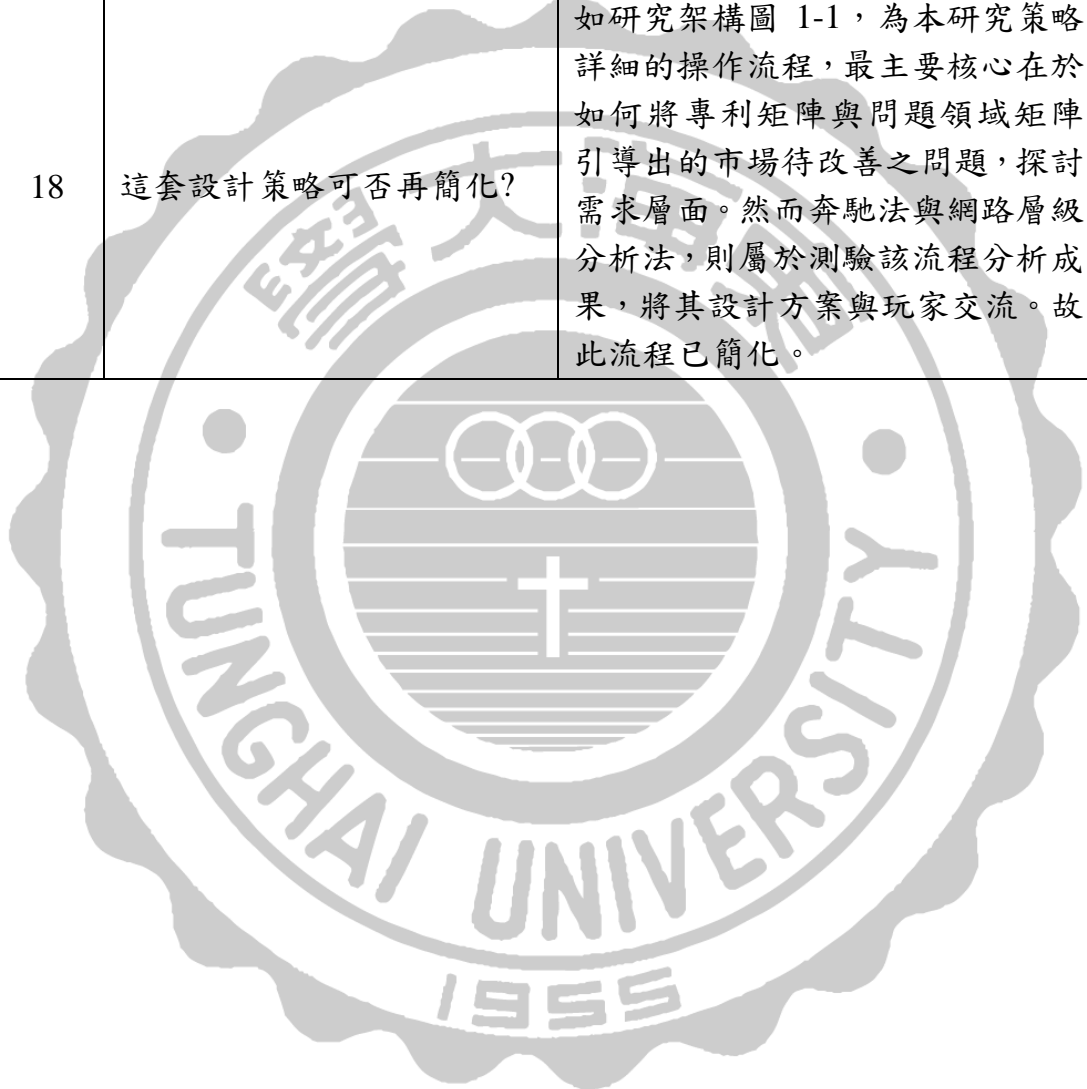 如研究架構圖 1-1，為本研究策略
詳細的操作流程，最主要核心在於
如何將專利矩陣與問題領域矩陣
引導出的市場待改善之問題，探討
18 這套設計策略可否再簡化?
需求層面。然而奔馳法與網路層級
分析法，則屬於測驗該流程分析成
果，將其設計方案與玩家交流。故
此流程已簡化。
TUNGHAI UNIVERSITY
1955